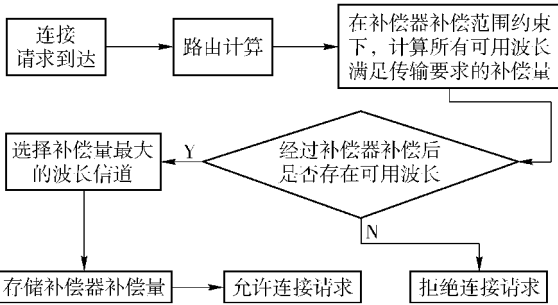 连接
请求到达
路由计算
在补偿器补偿范围约束
下，计算所有可用波长
满足传输要求的补偿量
选择补偿量最大
的波长信道
Y
经过补偿器补偿后
是否存在可用波长
N
存储补偿器补偿量
允许连接请求
拒绝连接请求